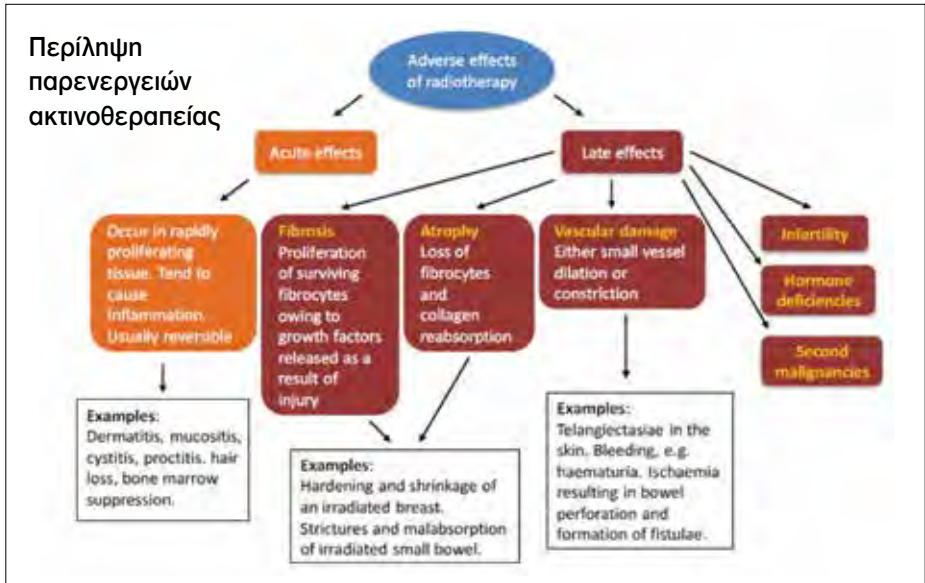 Περίληψη
παρενεργειών
ακτινοθεραπείας
Adverse effects
of radiotherapy
Acute effects
Late effects
Occur in rapidly
proliferating
tissue. Tend to
cause
inflammation.
Usually reversible
Fibrosis
Proliferation
of surviving
fibrocytes
owing to
growth factors
released as a
result of
injury
Atrophy
Loss of
fibrocytes
and
collagen
reabsorption
Vascular damage
Either small vessel
dilation or
constriction
Infertility
Hormone
deficiencies
Second
malignancies
Examples:
Dermatitis, mucositis,
cystitis, proctitis. hair
loss, bone marrow
suppression.
Examples:
Hardening and shrinkage of
an irradiated breast.
Strictures and malabsorption
of irradiated small bowel.
Examples:
Telangiectasiae in the
skin. Bleeding, e.g.
haematuria. Ischaemia
resulting in bowel
perforation and
formation of fistulae.